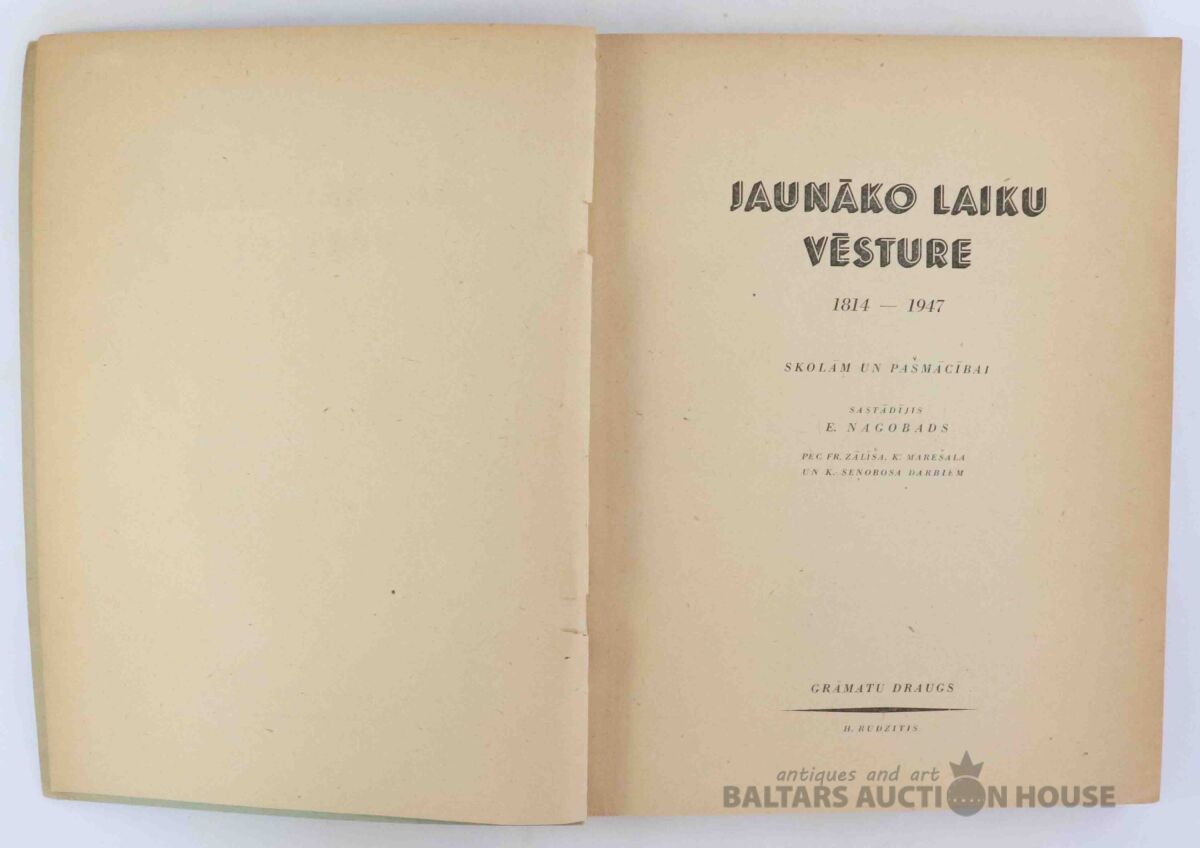 JAUNĀKO LAIKU
VĒSTURE
1814 — 1947
SKOLĀM UN PAŠMĀCĪBAI
SASTĀDĪJIS
E. NAGOBADS
PĒC FR. ZĀLĪŠA, K. MAREŠALA
UN K. SEŅOBOSA DARBIEM
GRĀMATU DRAUGS
H. RUDZĪTIS
antiques and art
BALTARS AUCTION HOUSE